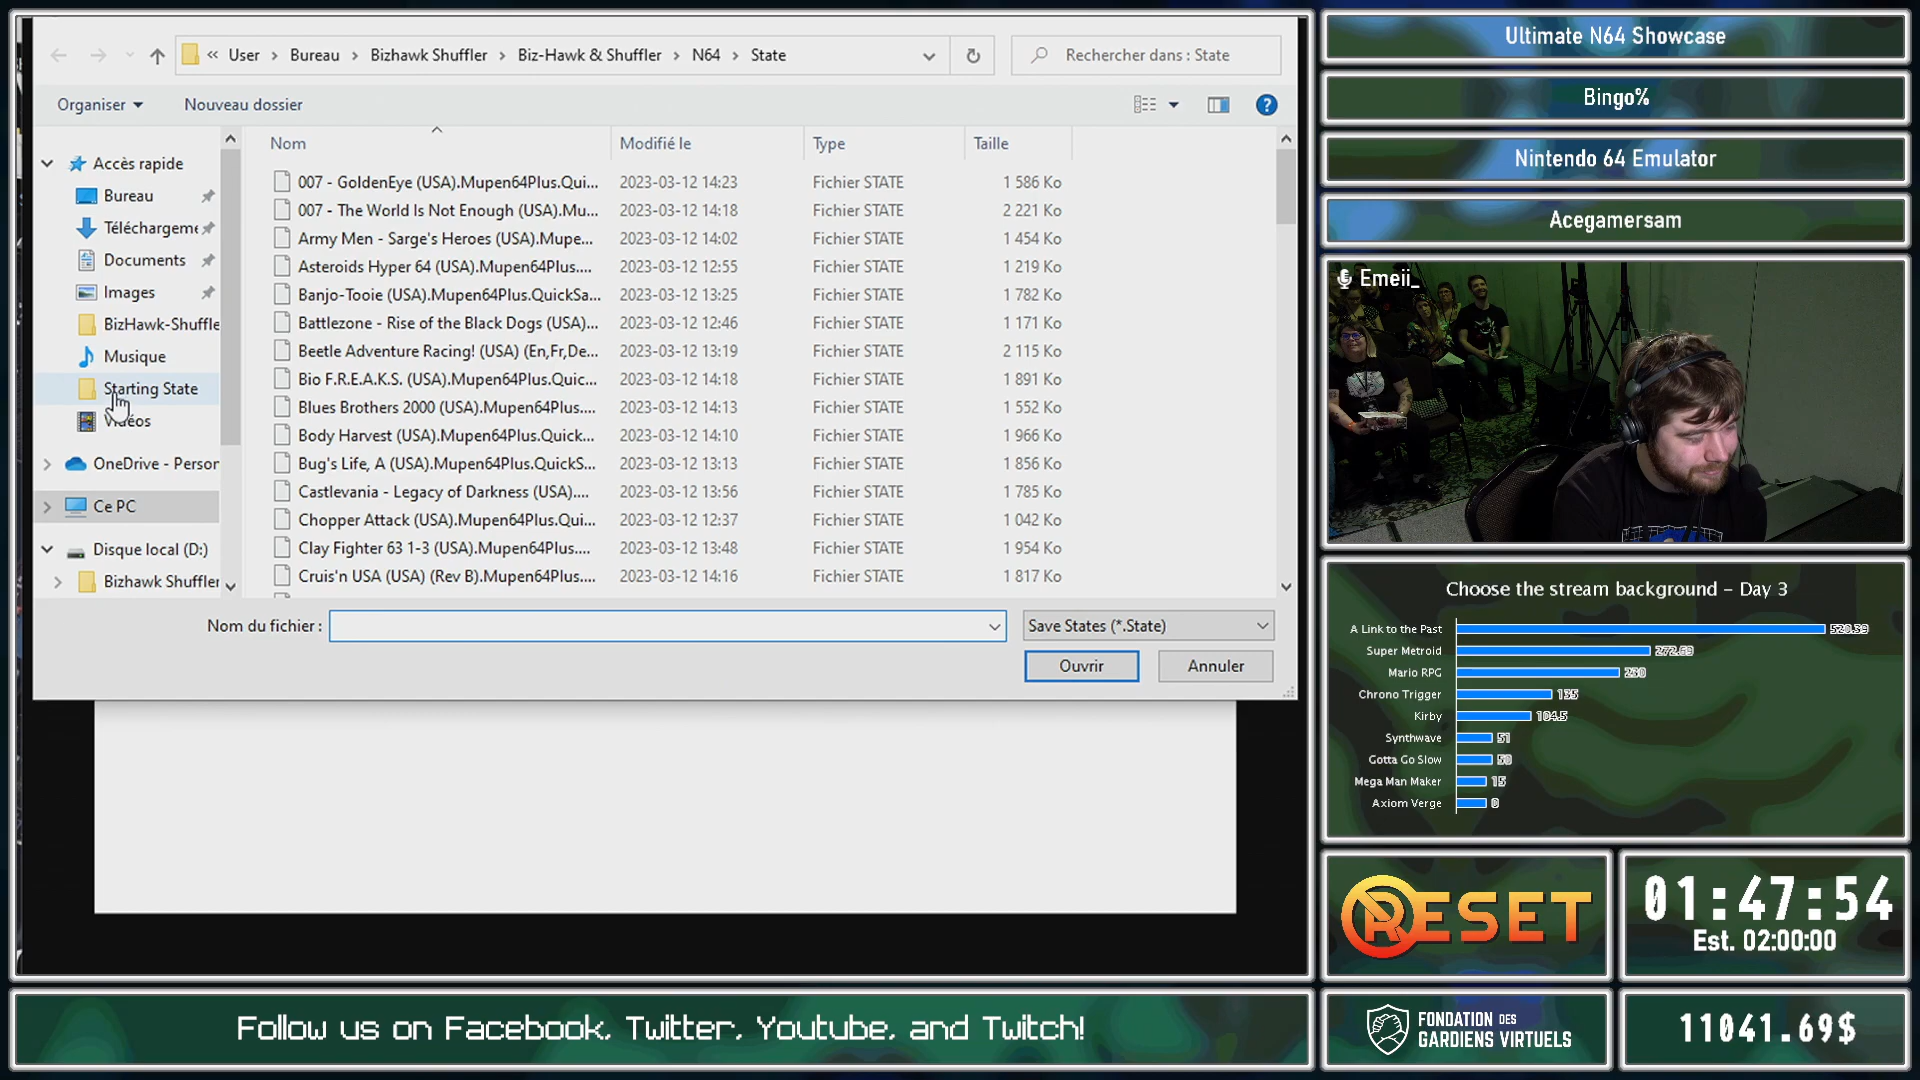 « User › Bureau › Bizhawk Shuffler › Biz-Hawk & Shuffler › N64 › State
Rechercher dans : State
Organiser
Nouveau dossier
Nom
Modifié le
Type
Taille
Accès rapide
Bureau
Téléchargeme
Documents
Images
BizHawk-Shuffle
Musique
Starting State
Vidéos
OneDrive - Person
Ce PC
Disque local (D:)
Bizhawk Shuffler
007 - GoldenEye (USA).Mupen64Plus.Qui... 2023-03-12 14:23 Fichier STATE 1 586 Ko
007 - The World Is Not Enough (USA).Mu... 2023-03-12 14:18 Fichier STATE 2 221 Ko
Army Men - Sarge's Heroes (USA).Mupe... 2023-03-12 14:02 Fichier STATE 1 454 Ko
Asteroids Hyper 64 (USA).Mupen64Plus.... 2023-03-12 12:55 Fichier STATE 1 219 Ko
Banjo-Tooie (USA).Mupen64Plus.QuickSa... 2023-03-12 13:25 Fichier STATE 1 782 Ko
Battlezone - Rise of the Black Dogs (USA)... 2023-03-12 12:46 Fichier STATE 1 171 Ko
Beetle Adventure Racing! (USA) (En,Fr,De... 2023-03-12 13:19 Fichier STATE 2 115 Ko
Bio F.R.E.A.K.S. (USA).Mupen64Plus.Quic... 2023-03-12 14:18 Fichier STATE 1 891 Ko
Blues Brothers 2000 (USA).Mupen64Plus.... 2023-03-12 14:13 Fichier STATE 1 552 Ko
Body Harvest (USA).Mupen64Plus.Quick... 2023-03-12 14:10 Fichier STATE 1 966 Ko
Bug's Life, A (USA).Mupen64Plus.QuickS... 2023-03-12 13:13 Fichier STATE 1 856 Ko
Castlevania - Legacy of Darkness (USA).... 2023-03-12 13:56 Fichier STATE 1 785 Ko
Chopper Attack (USA).Mupen64Plus.Qui... 2023-03-12 12:37 Fichier STATE 1 042 Ko
Clay Fighter 63 1-3 (USA).Mupen64Plus.... 2023-03-12 13:48 Fichier STATE 1 954 Ko
Cruis'n USA (USA) (Rev B).Mupen64Plus.... 2023-03-12 14:16 Fichier STATE 1 817 Ko
Nom du fichier :
Save States (*.State)
Ouvrir
Annuler
Ultimate N64 Showcase
Bingo%
Nintendo 64 Emulator
Acegamersam
Emeii_
Choose the stream background - Day 3
A Link to the Past 520.39
Super Metroid 272.69
Mario RPG 230
Chrono Trigger 135
Kirby 104.5
Synthwave 51
Gotta Go Slow 50
Mega Man Maker 15
Axiom Verge 0
RESET
01:47:54
Est. 02:00:00
Follow us on Facebook, Twitter, Youtube, and Twitch!
FONDATION DES
GARDIENS VIRTUELS
11041.69$